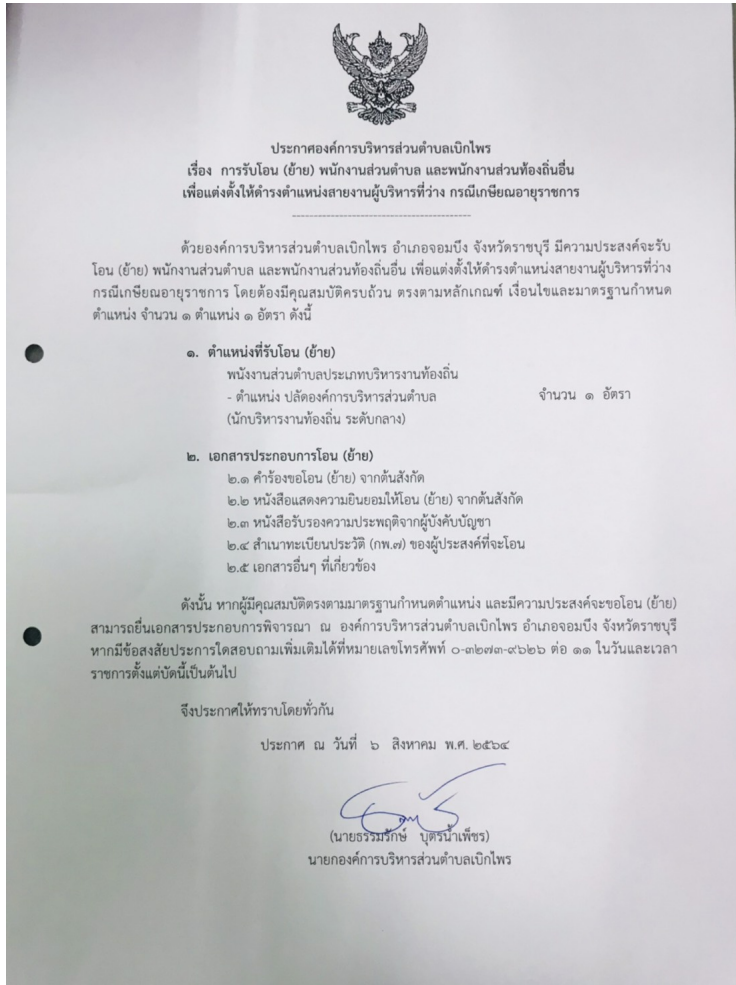 ประกาศองค์การบริหารส่วนตำบลเบิกไพร
เรื่อง การรับโอน (ย้าย) พนักงานส่วนตำบล และพนักงานส่วนท้องถิ่นอื่น
เพื่อแต่งตั้งให้ดำรงตำแหน่งสายงานผู้บริหารที่ว่าง กรณีเกษียณอายุราชการ
ด้วยองค์การบริหารส่วนตำบลเบิกไพร อำเภอจอมบึง จังหวัดราชบุรี มีความประสงค์จะรับ
โอน (ย้าย) พนักงานส่วนตำบล และพนักงานส่วนท้องถิ่นอื่น เพื่อแต่งตั้งให้ดำรงตำแหน่งสายงานผู้บริหารที่ว่าง
กรณีเกษียณอายุราชการ โดยต้องมีคุณสมบัติครบถ้วน ตรงตามหลักเกณฑ์ เงื่อนไขและมาตรฐานกำหนด
ตำแหน่ง จำนวน ๑ ตำแหน่ง ๑ อัตรา ดังนี้
๑. ตำแหน่งที่รับโอน (ย้าย)
พนังงานส่วนตำบลประเภทบริหารงานท้องถิ่น
- ตำแหน่ง ปลัดองค์การบริหารส่วนตำบล จำนวน ๑ อัตรา
(นักบริหารงานท้องถิ่น ระดับกลาง)
๒. เอกสารประกอบการโอน (ย้าย)
๒.๑ คำร้องขอโอน (ย้าย) จากต้นสังกัด
๒.๒ หนังสือแสดงความยินยอมให้โอน (ย้าย) จากต้นสังกัด
๒.๓ หนังสือรับรองความประพฤติจากผู้บังคับบัญชา
๒.๔ สำเนาทะเบียนประวัติ (กพ.๗) ของผู้ประสงค์ที่จะโอน
๒.๕ เอกสารอื่นๆ ที่เกี่ยวข้อง
ดังนั้น หากผู้มีคุณสมบัติตรงตามมาตรฐานกำหนดตำแหน่ง และมีความประสงค์จะขอโอน (ย้าย)
สามารถยื่นเอกสารประกอบการพิจารณา ณ องค์การบริหารส่วนตำบลเบิกไพร อำเภอจอมบึง จังหวัดราชบุรี
หากมีข้อสงสัยประการใดสอบถามเพิ่มเติมได้ที่หมายเลขโทรศัพท์ ๐-๓๒๗๓-๙๖๒๖ ต่อ ๑๑ ในวันและเวลา
ราชการตั้งแต่บัดนี้เป็นต้นไป
จึงประกาศให้ทราบโดยทั่วกัน
ประกาศ ณ วันที่ ๖ สิงหาคม พ.ศ. ๒๕๖๔
(นายธรรมรักษ์ บุตรน้ำเพ็ชร)
นายกองค์การบริหารส่วนตำบลเบิกไพร